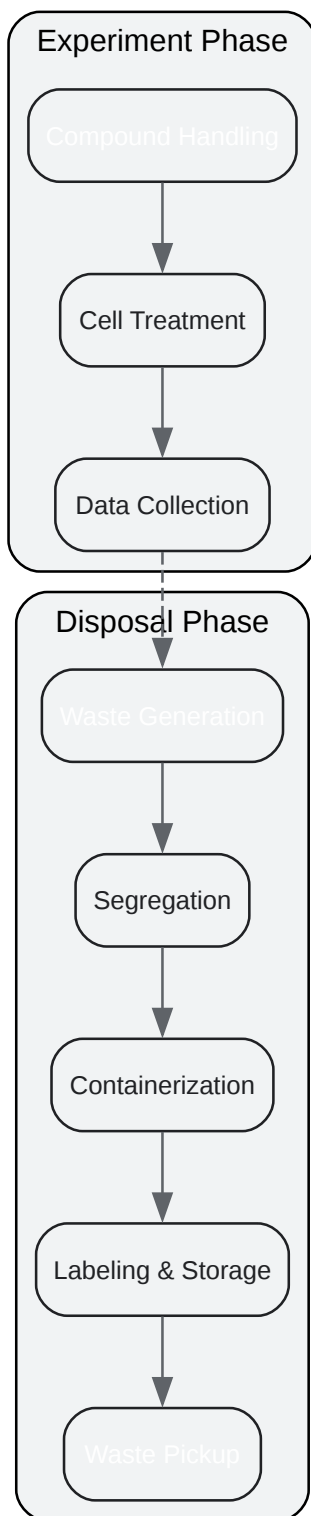 Experiment Phase
Compound Handling
Cell Treatment
Data Collection
Disposal Phase
Waste Generation
Segregation
Containerization
Labeling & Storage
Waste Pickup